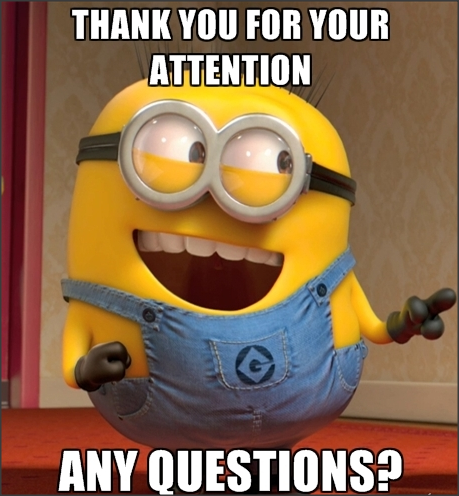 THANK YOU FOR YOUR
ATTENTION
ANY QUESTIONS?